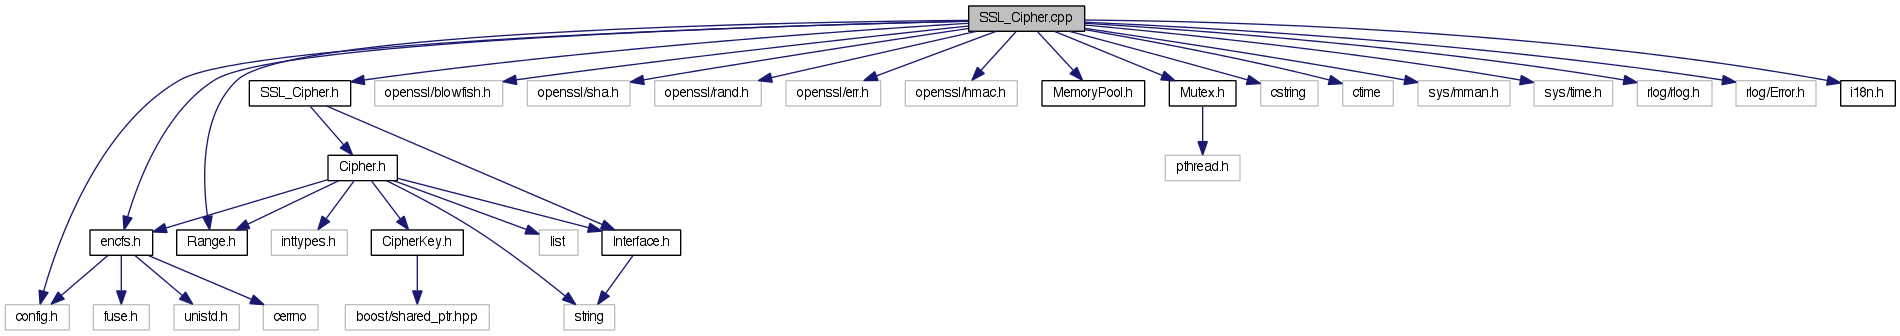 SSL_Cipher.cpp
SSL_Cipher.h
openssl/blowfish.h
openssl/sha.h
openssl/rand.h
openssl/err.h
openssl/hmac.h
MemoryPool.h
Mutex.h
cstring
ctime
sys/mman.h
sys/time.h
rlog/rlog.h
rlog/Error.h
i18n.h
Cipher.h
pthread.h
encfs.h
Range.h
inttypes.h
CipherKey.h
list
Interface.h
config.h
fuse.h
unistd.h
cerrno
boost/shared_ptr.hpp
string